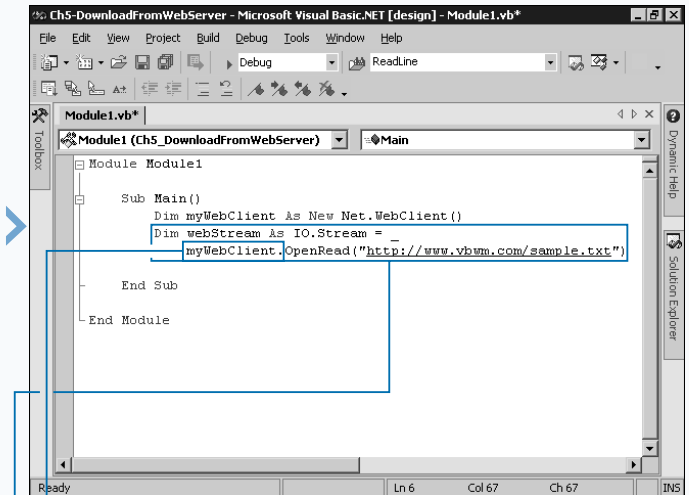 Ch5-DownloadFromWebServer - Microsoft Visual Basic.NET [design] - Module1.vb*
File Edit View Project Build Debug Tools Window Help
Debug ReadLine
Module1.vb*
Module1 (Ch5_DownloadFromWebServer) Main
Toolbox
Dynamic Help
Solution Explorer
Module Module1
Sub Main()
Dim myWebClient As New Net.WebClient()
Dim webStream As IO.Stream = _
myWebClient.OpenRead("http://www.vbwm.com/sample.txt")
End Sub
End Module
Ready Ln 6 Col 67 Ch 67 INS